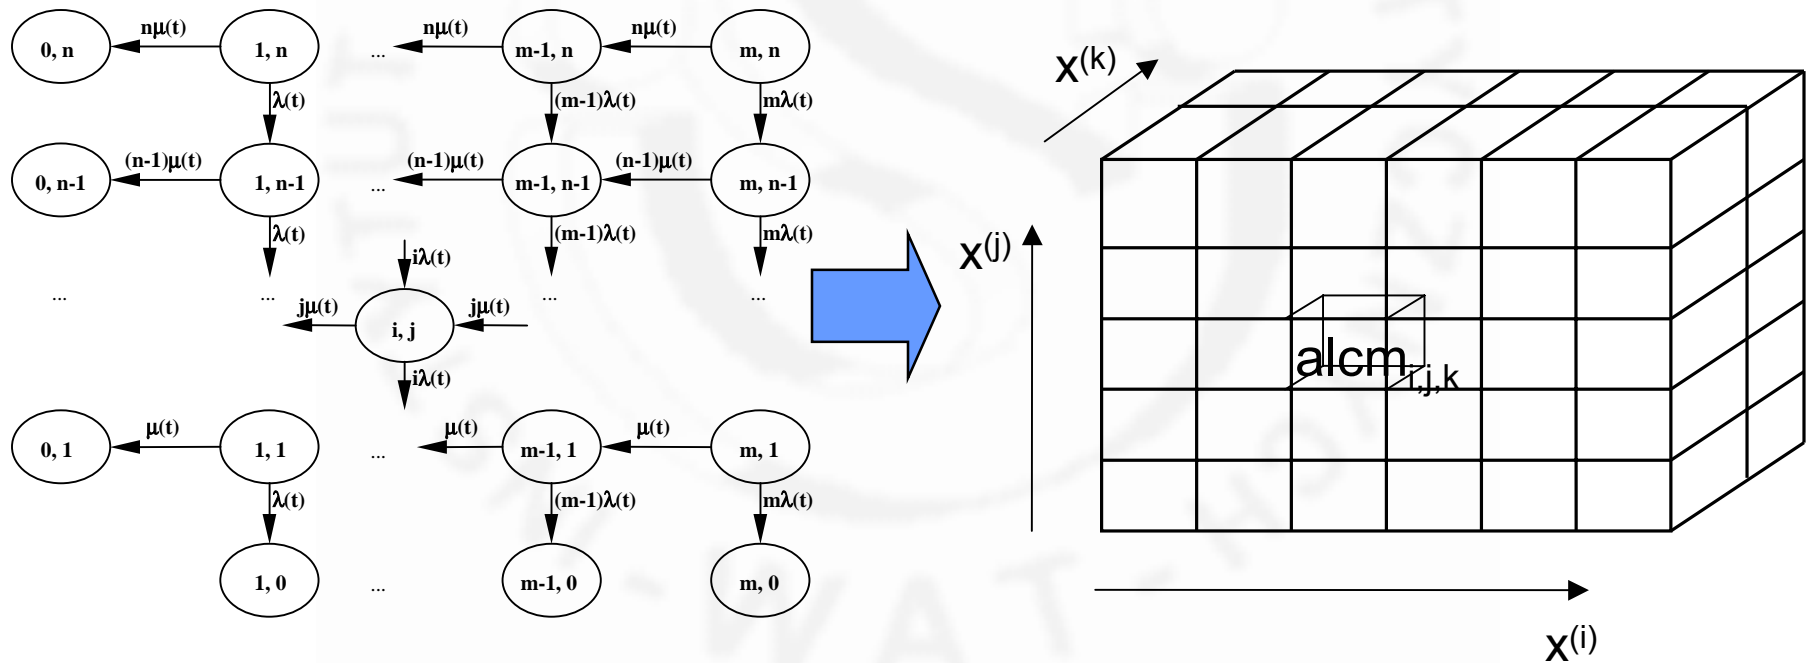 nμ(t) nμ(t) nμ(t)
0, n 1, n ... m-1, n m, n
λ(t) (m-1)λ(t) mλ(t)
(n-1)μ(t) (n-1)μ(t) (n-1)μ(t)
0, n-1 1, n-1 ... m-1, n-1 m, n-1
λ(t) (m-1)λ(t) mλ(t)
iλ(t)
... ... ... ...
jμ(t) i, j jμ(t)
iλ(t)
μ(t) μ(t) μ(t)
0, 1 1, 1 ... m-1, 1 m, 1
λ(t) (m-1)λ(t) mλ(t)
1, 0 ... m-1, 0 m, 0
x(k)
x(j)
alcm i,j,k
x(i)